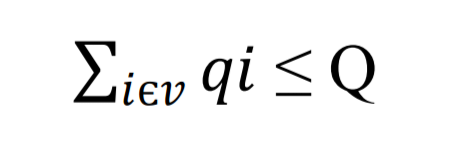 ∑iϵv qi ≤ Q